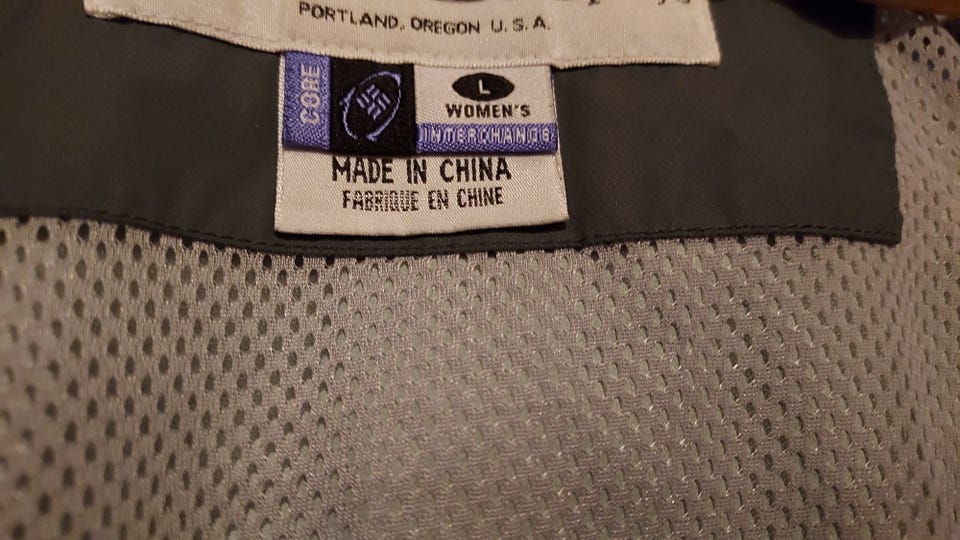 PORTLAND, OREGON U.S.A.
CORE
L
WOMEN'S
INTERCHANGE
MADE IN CHINA
FABRIQUE EN CHINE